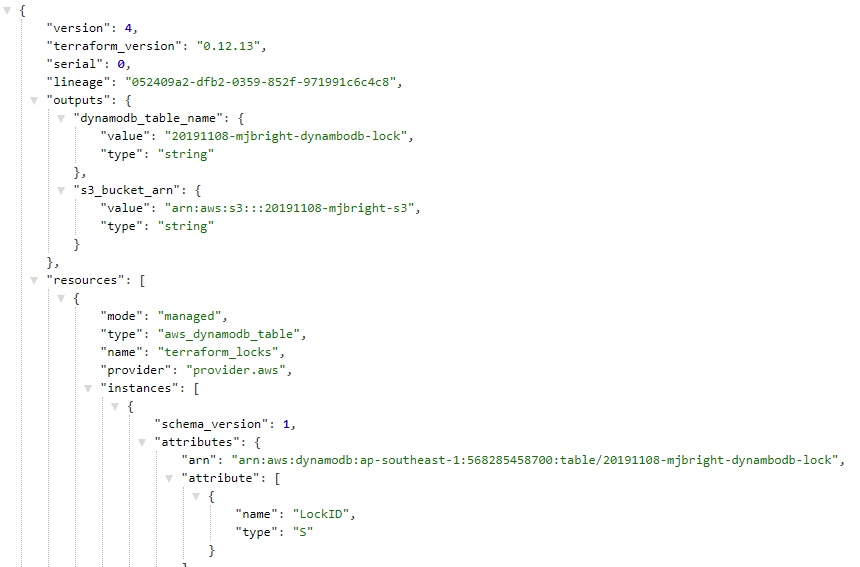 {
"version": 4,
"terraform_version": "0.12.13",
"serial": 0,
"lineage": "052409a2-dfb2-0359-852f-971991c6c4c8",
"outputs": {
"dynamodb_table_name": {
"value": "20191108-mjbright-dynambodb-lock",
"type": "string"
},
"s3_bucket_arn": {
"value": "arn:aws:s3:::20191108-mjbright-s3",
"type": "string"
}
},
"resources": [
{
"mode": "managed",
"type": "aws_dynamodb_table",
"name": "terraform_locks",
"provider": "provider.aws",
"instances": [
{
"schema_version": 1,
"attributes": {
"arn": "arn:aws:dynamodb:ap-southeast-1:568285458700:table/20191108-mjbright-dynambodb-lock",
"attribute": [
{
"name": "LockID",
"type": "S"
}